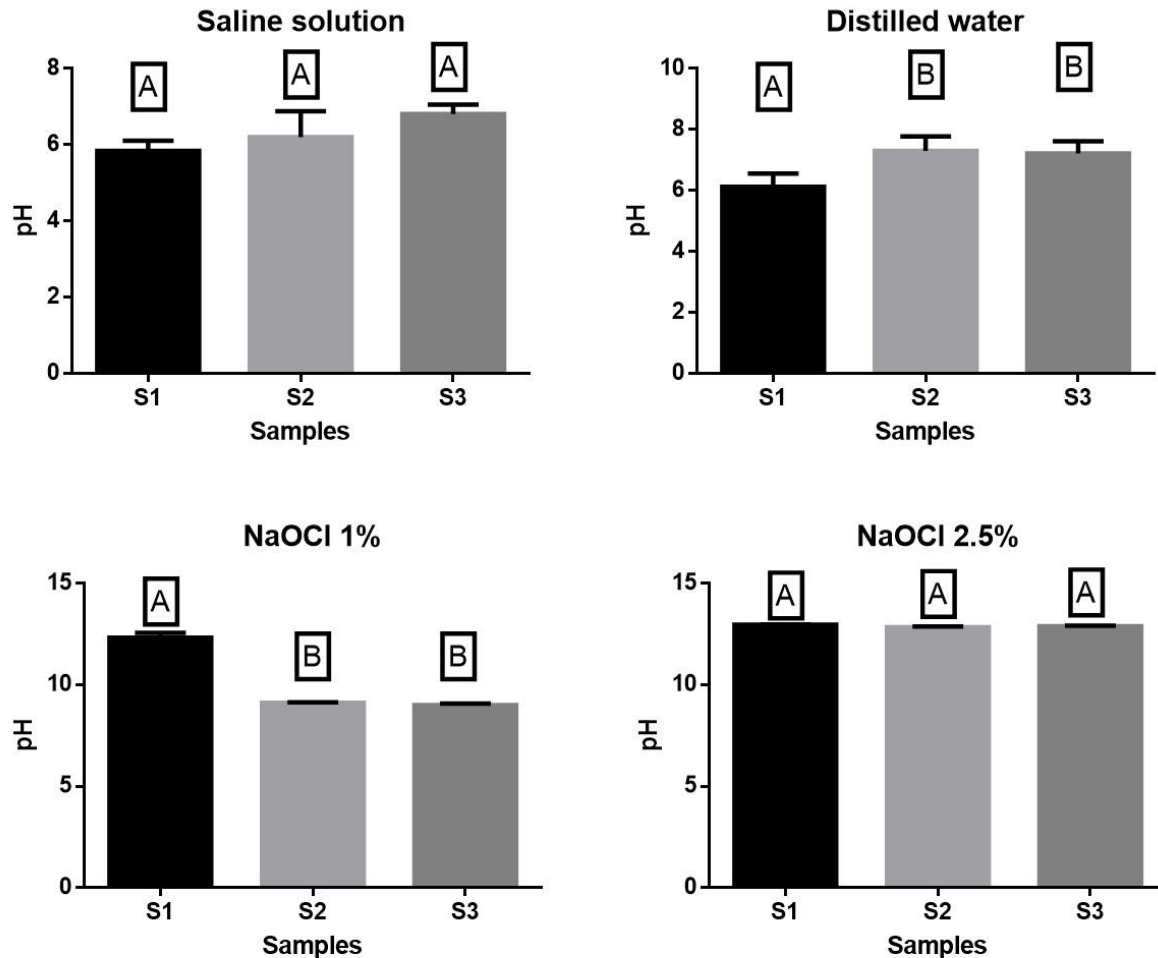 Saline solution
A
A
A
8
6
4
2
0
pH
S1 S2 S3
Samples
Distilled water
A
B
B
10
8
6
4
2
0
pH
S1 S2 S3
Samples
NaOCl 1%
A
B
B
15
10
5
0
pH
S1 S2 S3
Samples
NaOCl 2.5%
A
A
A
15
10
5
0
pH
S1 S2 S3
Samples